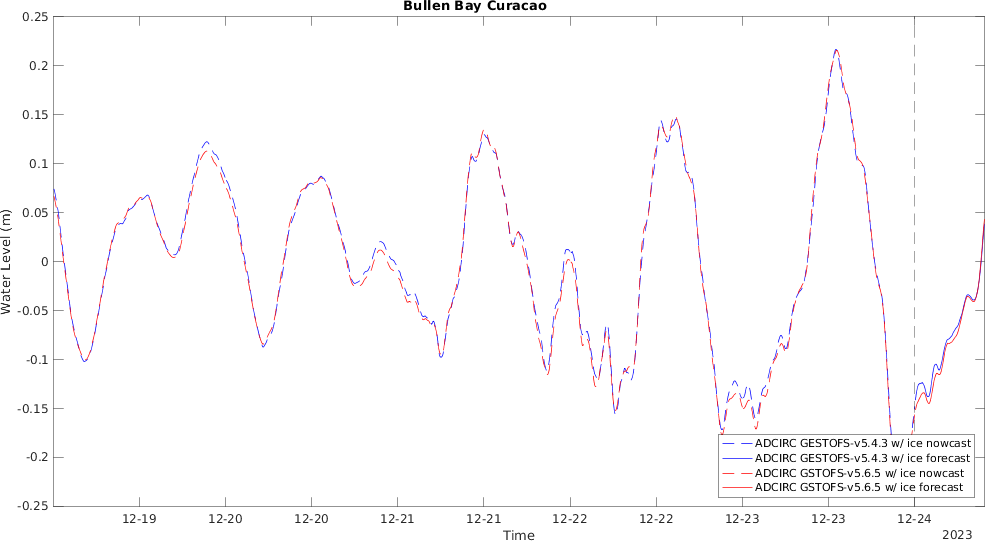 Bullen Bay Curacao
0.25
0.2
0.15
0.1
0.05
0
-0.05
-0.1
-0.15
-0.2
-0.25
Water Level (m)
ADCIRC GESTOFS-v5.4.3 w/ ice nowcast
ADCIRC GESTOFS-v5.4.3 w/ ice forecast
ADCIRC GSTOFS-v5.6.5 w/ ice nowcast
ADCIRC GSTOFS-v5.6.5 w/ ice forecast
12-19 12-20 12-20 12-21 12-21 12-22 12-22 12-23 12-23 12-24
Time
2023